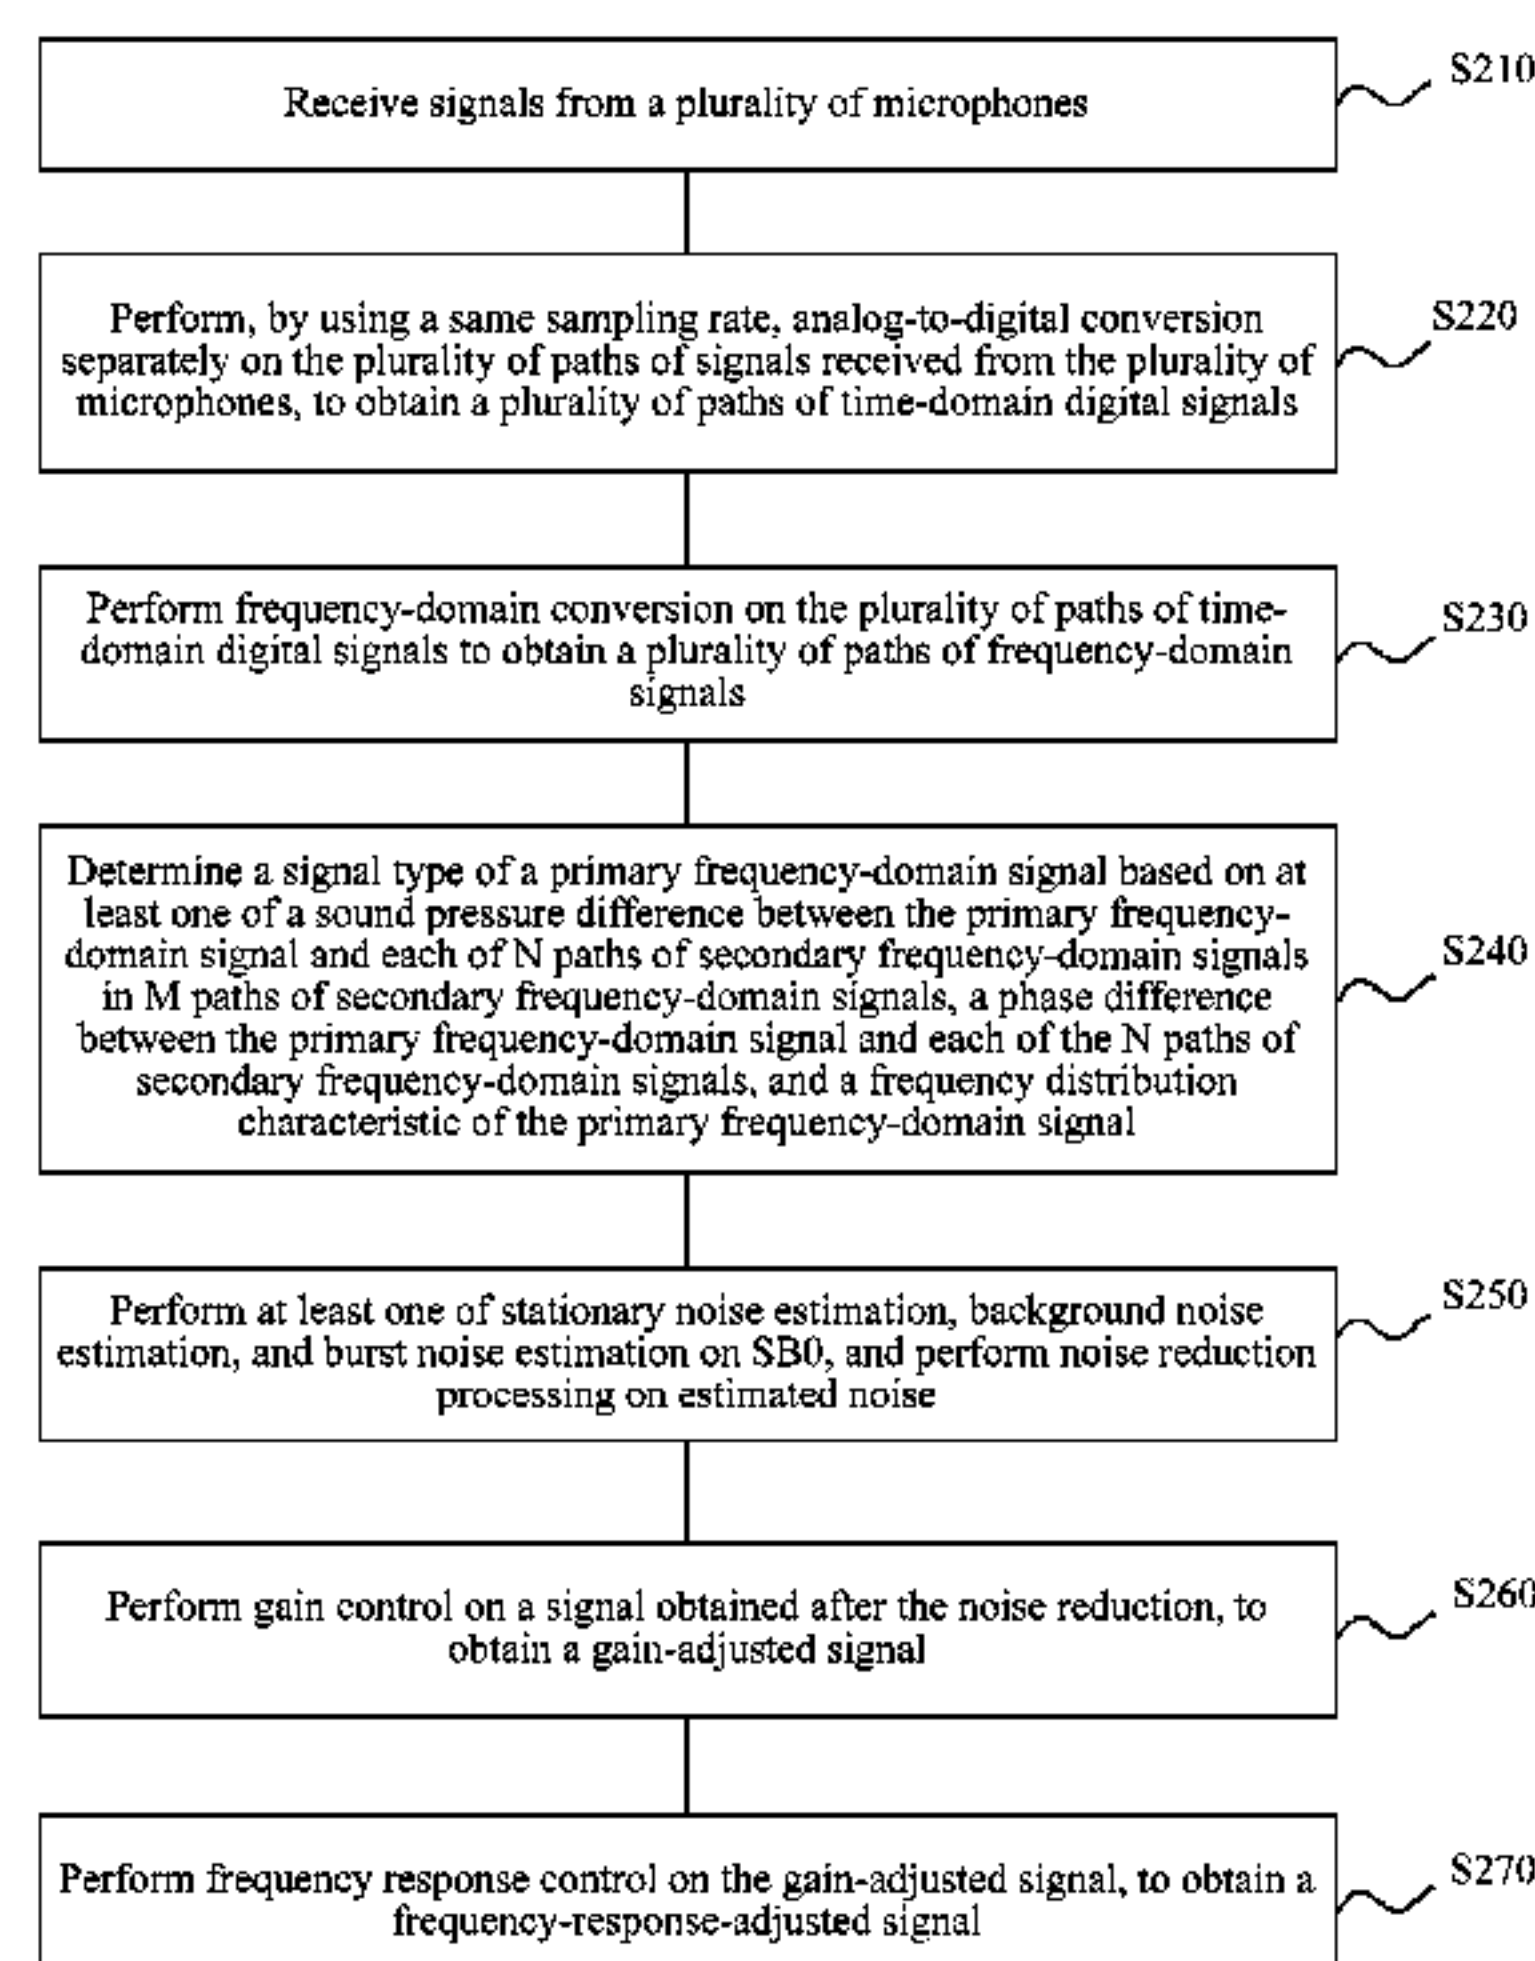 Receive signals from a plurality of microphones
S210
Perform, by using a same sampling rate, analog-to-digital conversion
separately on the plurality of paths of signals received from the plurality of
microphones, to obtain a plurality of paths of time-domain digital signals
S220
Perform frequency-domain conversion on the plurality of paths of time-
domain digital signals to obtain a plurality of paths of frequency-domain
signals
S230
Determine a signal type of a primary frequency-domain signal based on at
least one of a sound pressure difference between the primary frequency-
domain signal and each of N paths of secondary frequency-domain signals
in M paths of secondary frequency-domain signals, a phase difference
between the primary frequency-domain signal and each of the N paths of
secondary frequency-domain signals, and a frequency distribution
characteristic of the primary frequency-domain signal
S240
Perform at least one of stationary noise estimation, background noise
estimation, and burst noise estimation on SB0, and perform noise reduction
processing on estimated noise
S250
Perform gain control on a signal obtained after the noise reduction, to
obtain a gain-adjusted signal
S260
Perform frequency response control on the gain-adjusted signal, to obtain a
frequency-response-adjusted signal
S270